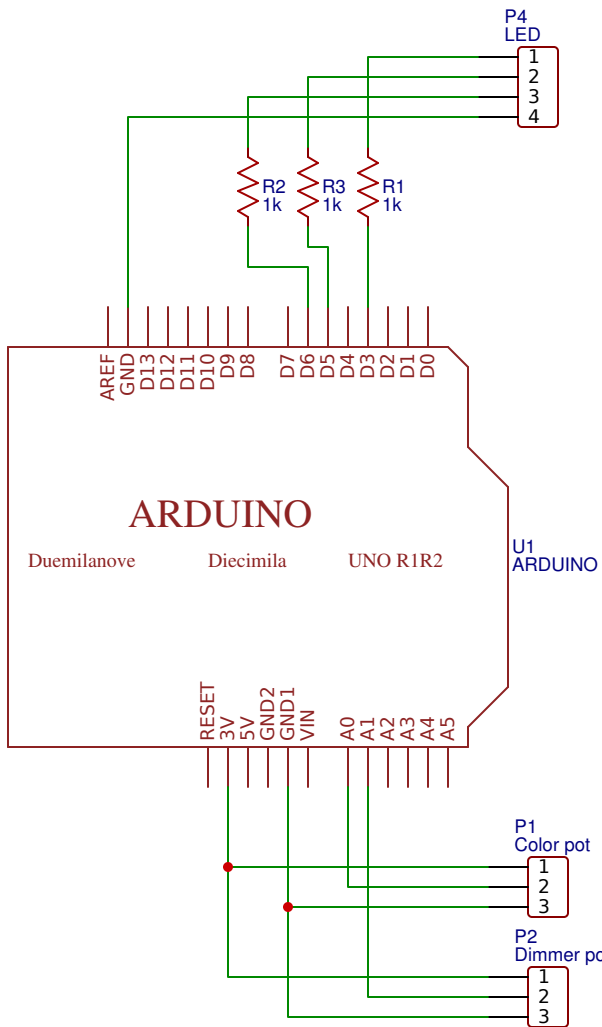 P4
LED
1
2
3
4
R2
1k
R3
1k
R1
1k
AREF
GND
D13
D12
D11
D10
D9
D8
D7
D6
D5
D4
D3
D2
D1
D0
ARDUINO
Duemilanove Diecimila UNO R1R2
U1
ARDUINO
RESET
3V
5V
GND2
GND1
VIN
A0
A1
A2
A3
A4
A5
P1
Color pot
1
2
3
P2
Dimmer po
1
2
3